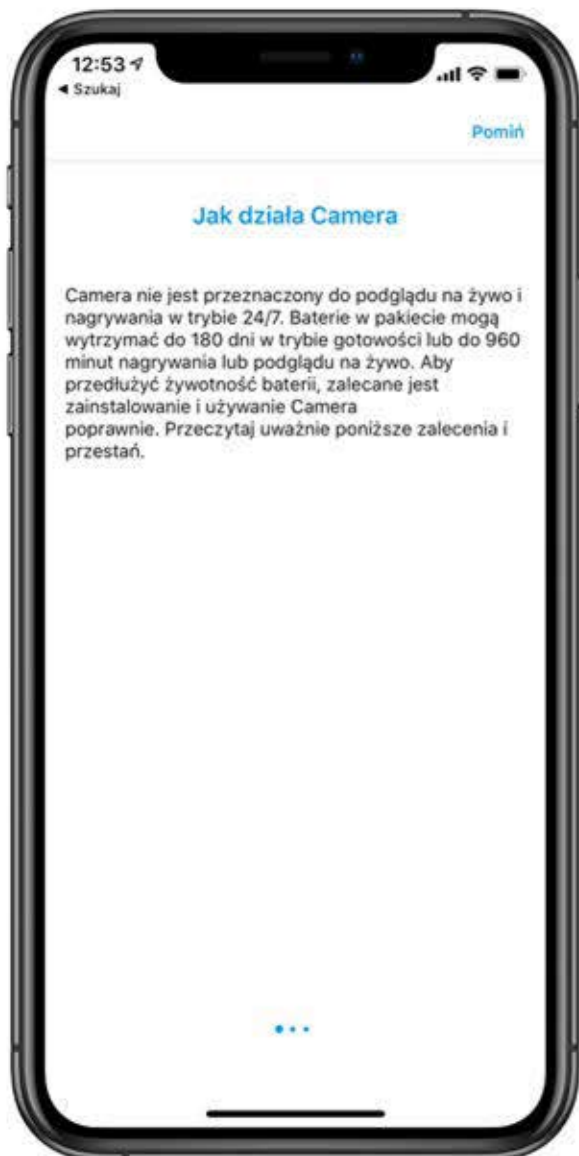 12:53
◀ Szukaj
Pomiń
Jak działa Camera
Camera nie jest przeznaczony do podglądu na żywo i
nagrywania w trybie 24/7. Baterie w pakiecie mogą
wytrzymać do 180 dni w trybie gotowości lub do 960
minut nagrywania lub podglądu na żywo. Aby
przedłużyć żywotność baterii, zalecane jest
zainstalowanie i używanie Camera
poprawnie. Przeczytaj uważnie poniższe zalecenia i
przestań.